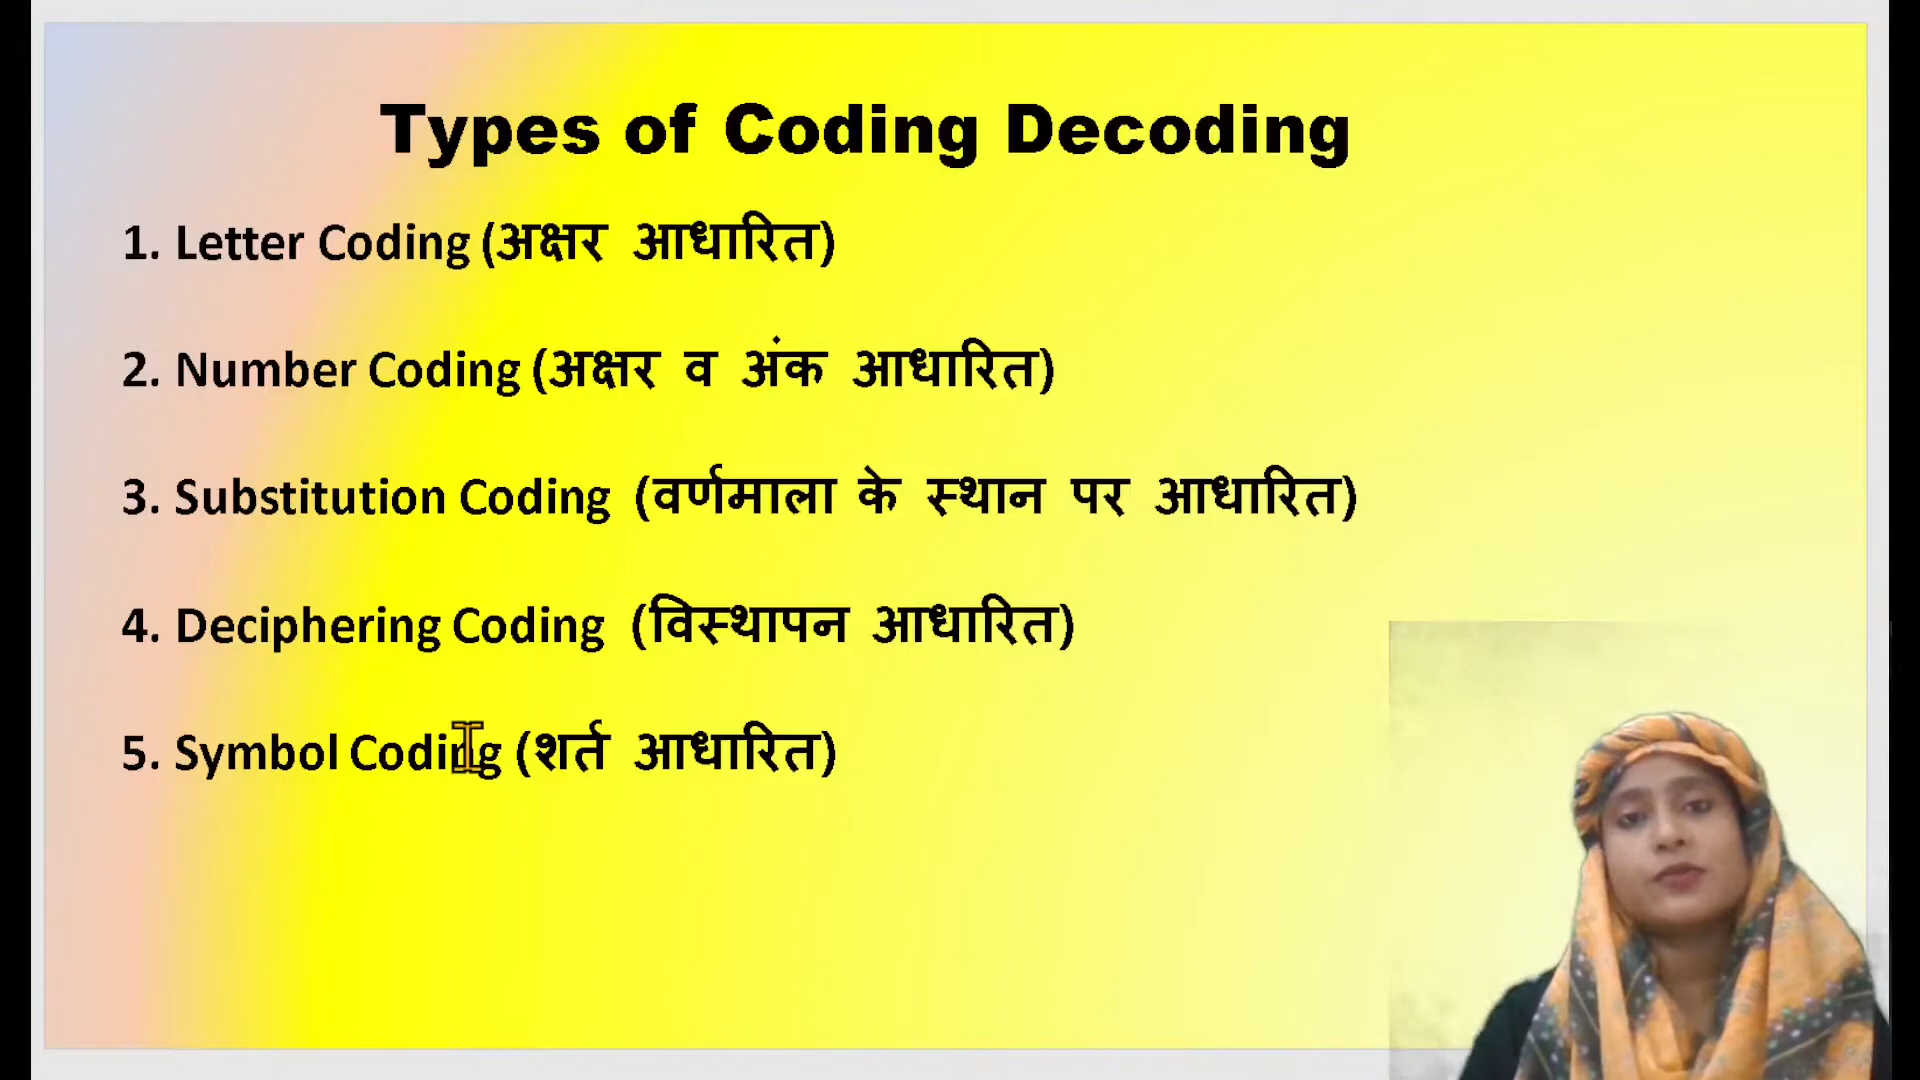 Types of Coding Decoding
1. Letter Coding (अक्षर आधारित)
2. Number Coding (अक्षर व अंक आधारित)
3. Substitution Coding (वर्णमाला के स्थान पर आधारित)
4. Deciphering Coding (विस्थापन आधारित)
5. Symbol Coding (शर्त आधारित)